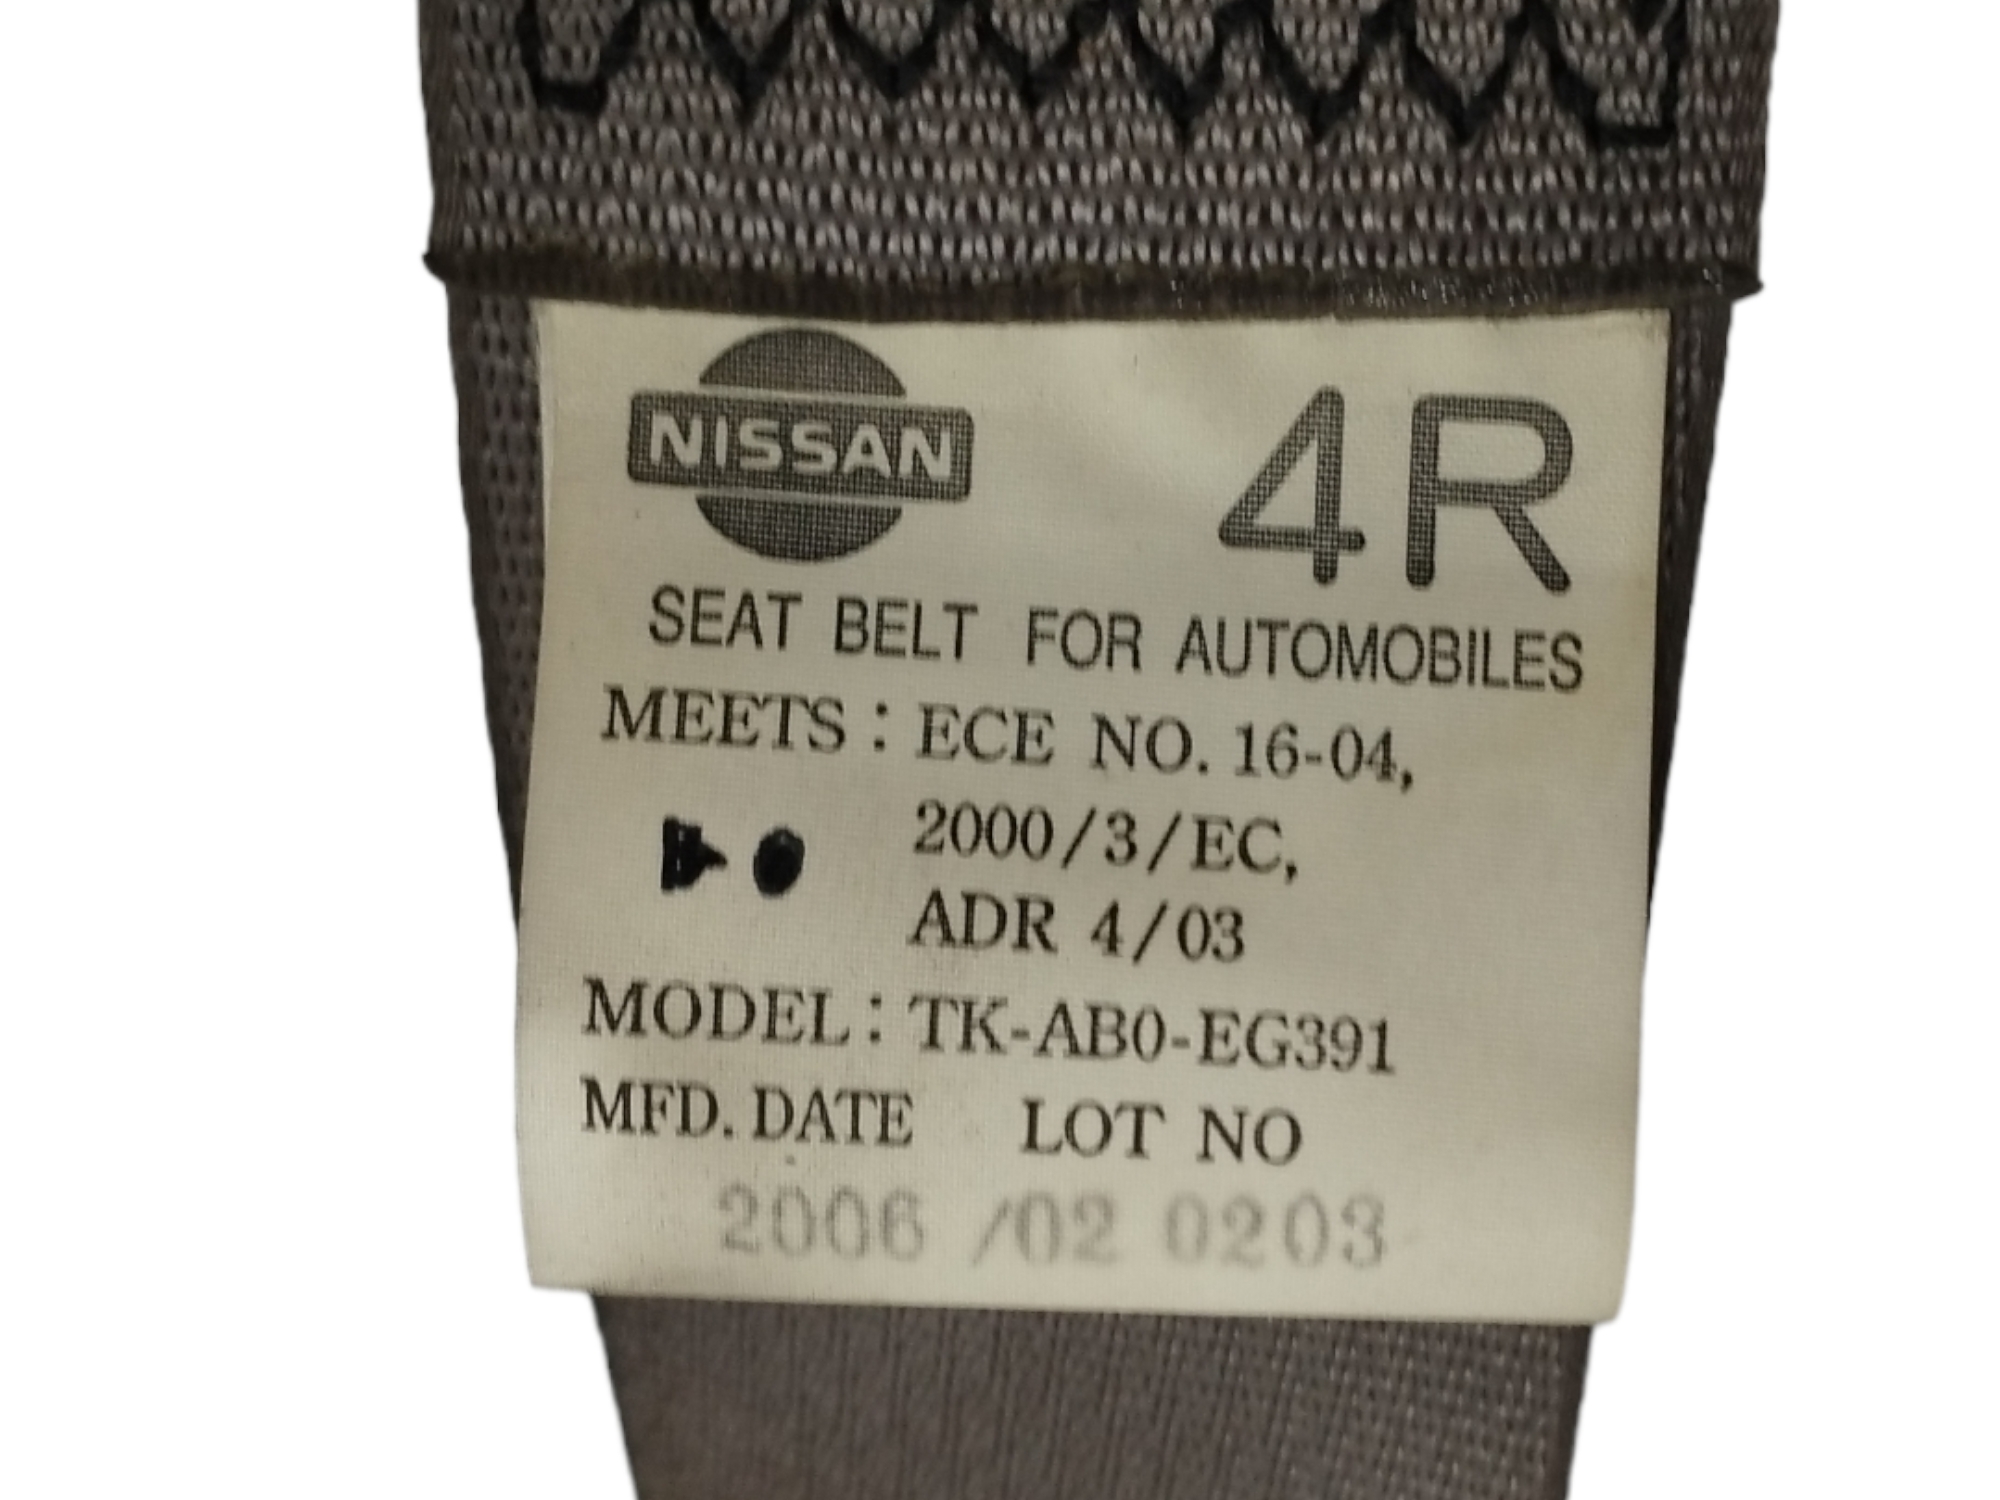 NISSAN 4R
SEAT BELT FOR AUTOMOBILES
MEETS : ECE NO. 16-04,
2000/3/EC,
ADR 4/03
MODEL : TK-AB0-EG391
MFD. DATE LOT NO
2006 /02 0203